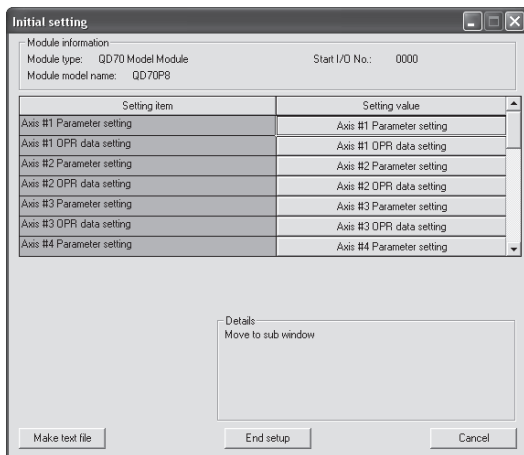 Initial setting
Module information
Module type: QD70 Model Module Start I/O No.: 0000
Module model name: QD70P8
Setting item Setting value
Axis #1 Parameter setting Axis #1 Parameter setting
Axis #1 OPR data setting Axis #1 OPR data setting
Axis #2 Parameter setting Axis #2 Parameter setting
Axis #2 OPR data setting Axis #2 OPR data setting
Axis #3 Parameter setting Axis #3 Parameter setting
Axis #3 OPR data setting Axis #3 OPR data setting
Axis #4 Parameter setting Axis #4 Parameter setting
Details
Move to sub window
Make text file End setup Cancel